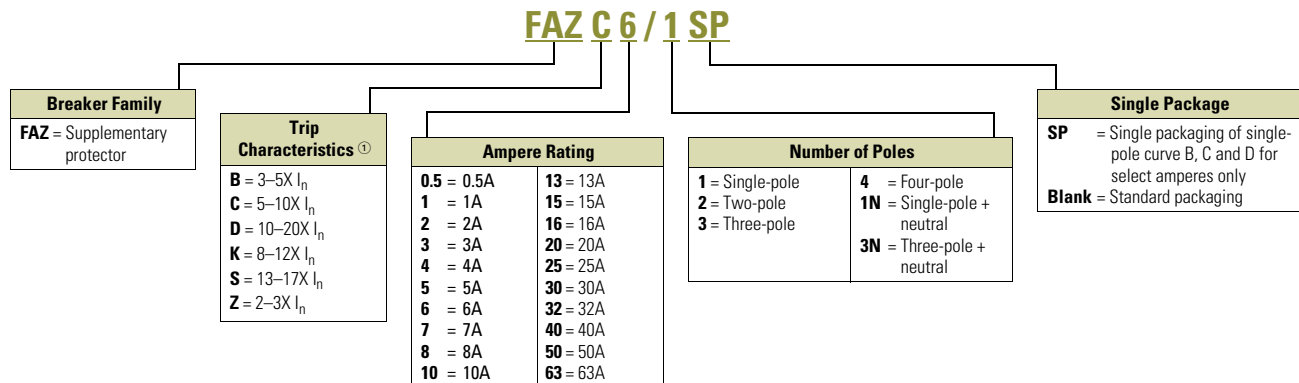 FAZ C 6 / 1 SP
Breaker Family
FAZ = Supplementary
protector
Trip
Characteristics ①
B = 3–5X In
C = 5–10X In
D = 10–20X In
K = 8–12X In
S = 13–17X In
Z = 2–3X In
Ampere Rating
0.5 = 0.5A
1 = 1A
2 = 2A
3 = 3A
4 = 4A
5 = 5A
6 = 6A
7 = 7A
8 = 8A
10 = 10A
13 = 13A
15 = 15A
16 = 16A
20 = 20A
25 = 25A
30 = 30A
32 = 32A
40 = 40A
50 = 50A
63 = 63A
Number of Poles
1 = Single-pole
2 = Two-pole
3 = Three-pole
4 = Four-pole
1N = Single-pole +
neutral
3N = Three-pole +
neutral
Single Package
SP = Single packaging of single-
pole curve B, C and D for
select amperes only
Blank = Standard packaging